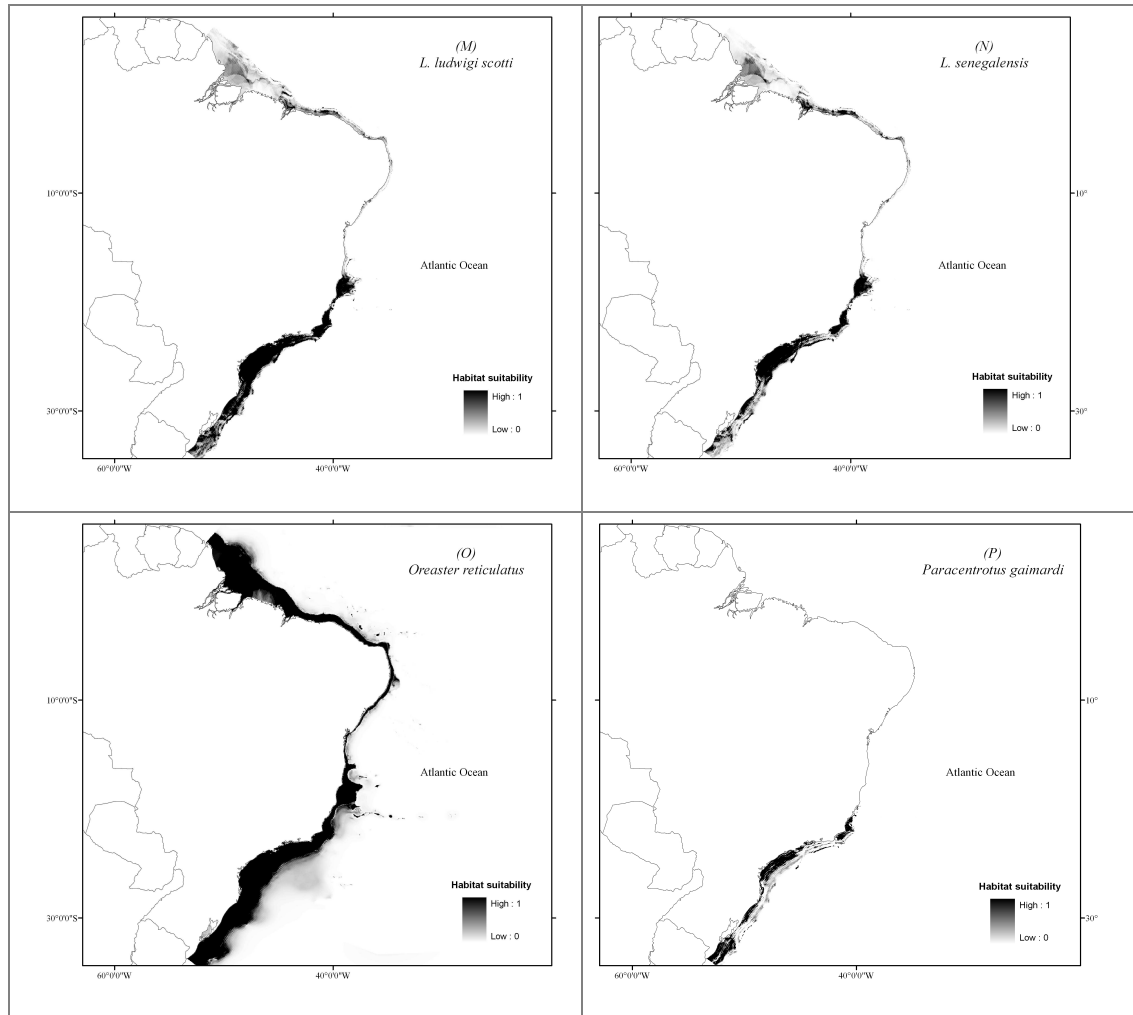 (M)
L. ludwigi scotti
10°0'0"S
Atlantic Ocean
Habitat suitability
High : 1
Low : 0
30°0'0"S
60°0'0"W
40°0'0"W
(N)
L. senegalensis
10°
Atlantic Ocean
Habitat suitability
High : 1
Low : 0
30°
60°0'0"W
40°0'0"W
(O)
Oreaster reticulatus
10°0'0"S
Atlantic Ocean
Habitat suitability
High : 1
Low : 0
30°0'0"S
60°0'0"W
40°0'0"W
(P)
Paracentrotus gaimardi
10°
Atlantic Ocean
Habitat suitability
High : 1
Low : 0
30°
60°0'0"W
40°0'0"W